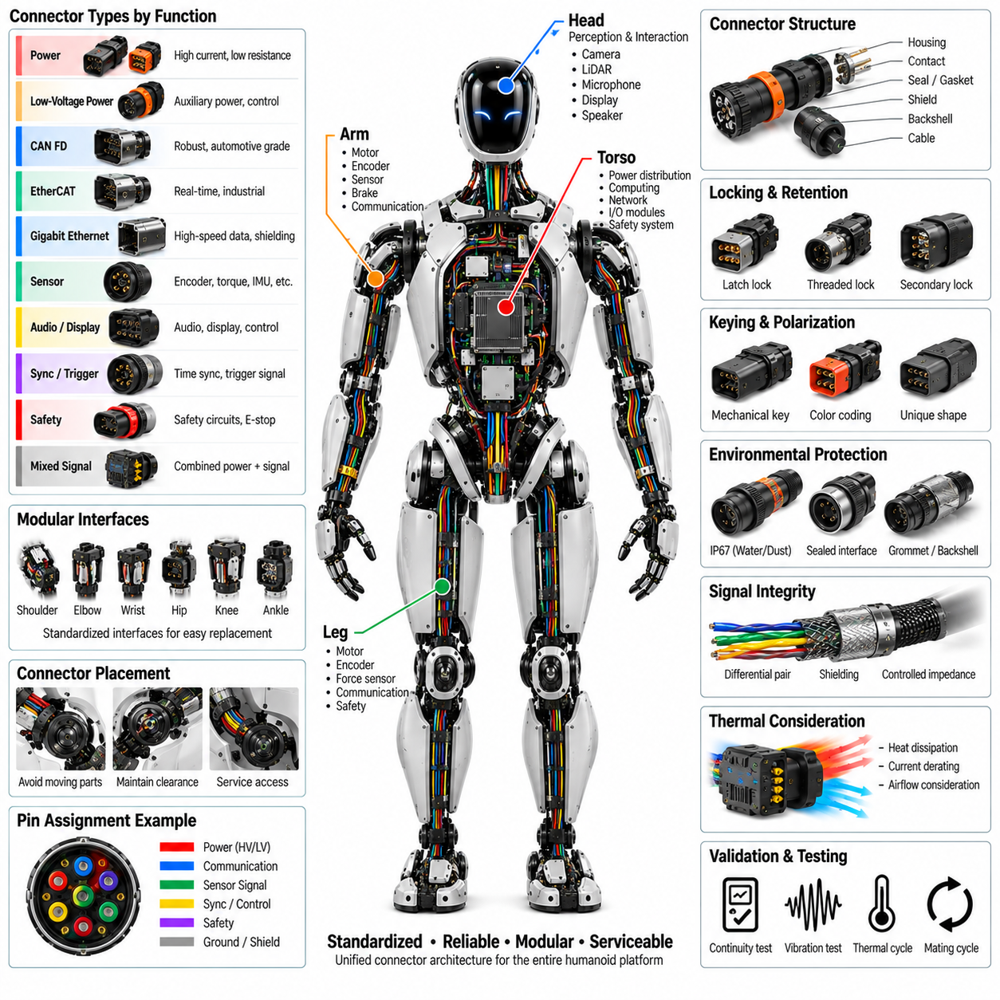 Connector Types by Function
Power
High current, low resistance
Low-Voltage Power
Auxiliary power, control
CAN FD
Robust, automotive grade
EtherCAT
Real-time, industrial
Gigabit Ethernet
High-speed data, shielding
Sensor
Encoder, torque, IMU, etc.
Audio / Display
Audio, display, control
Sync / Trigger
Time sync, trigger signal
Safety
Safety circuits, E-stop
Mixed Signal
Combined power + signal
Modular Interfaces
Shoulder
Elbow
Wrist
Hip
Knee
Ankle
Standardized interfaces for easy replacement
Connector Placement
Avoid moving parts
Maintain clearance
Service access
Pin Assignment Example
Power (HV/LV)
Communication
Sensor Signal
Sync / Control
Safety
Ground / Shield
Head
Perception & Interaction
• Camera
• LiDAR
• Microphone
• Display
• Speaker
Arm
• Motor
• Encoder
• Sensor
• Brake
• Communication
Torso
• Power distribution
• Computing
• Network
• I/O modules
• Safety system
Leg
• Motor
• Encoder
• Force sensor
• Communication
• Safety
Standardized • Reliable • Modular • Serviceable
Unified connector architecture for the entire humanoid platform
Connector Structure
Housing
Contact
Seal / Gasket
Shield
Backshell
Cable
Locking & Retention
Latch lock
Threaded lock
Secondary lock
Keying & Polarization
Mechanical key
Color coding
Unique shape
Environmental Protection
IP67 (Water/Dust)
Sealed interface
Grommet / Backshell
Signal Integrity
Differential pair
Shielding
Controlled impedance
Thermal Consideration
– Heat dissipation
– Current derating
– Airflow consideration
Validation & Testing
Continuity test
Vibration test
Thermal cycle
Mating cycle